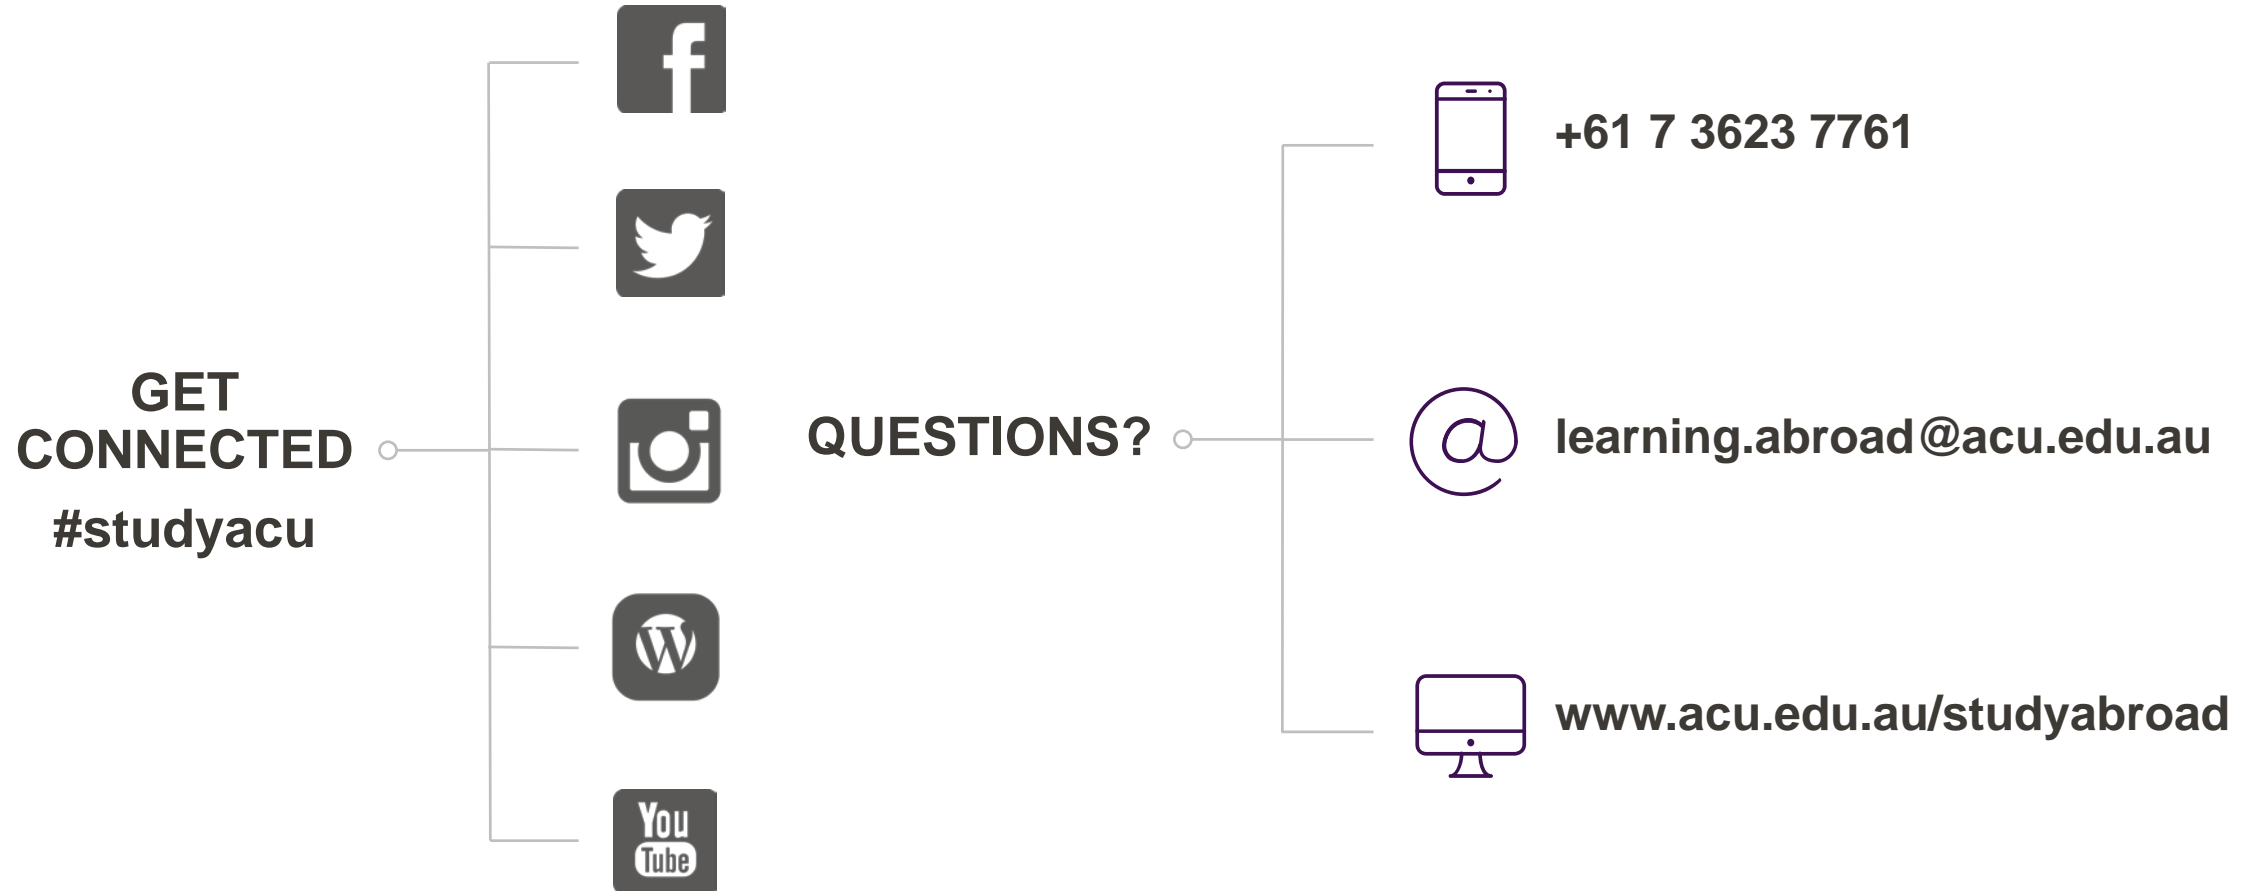 GET
CONNECTED
#studyacu
f
W
You
Tube
QUESTIONS?
+61 7 3623 7761
learning.abroad@acu.edu.au
www.acu.edu.au/studyabroad